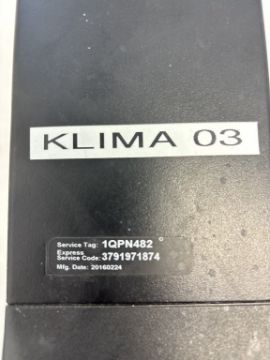 KLIMA 03
Service Tag: 1QPN482
Express
Service Code: 3791971874
Mfg. Date: 20160224